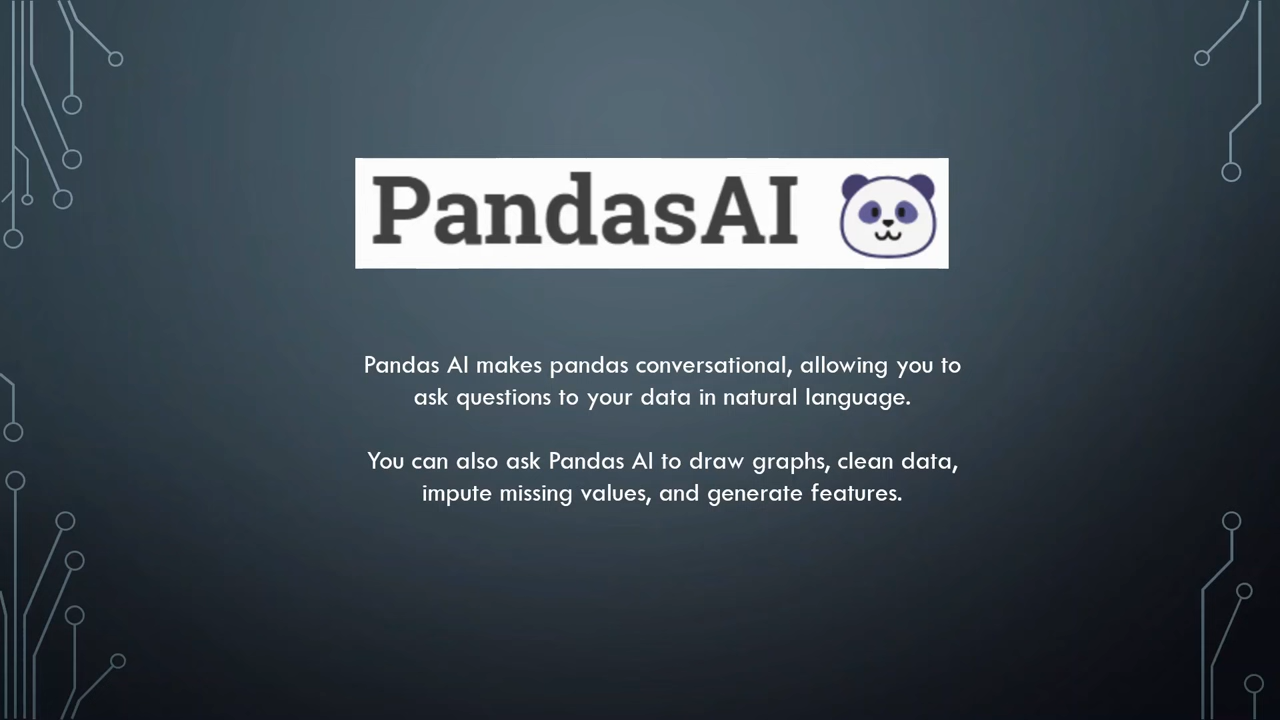 PandasAI
Pandas AI makes pandas conversational, allowing you to
ask questions to your data in natural language.
You can also ask Pandas AI to draw graphs, clean data,
impute missing values, and generate features.